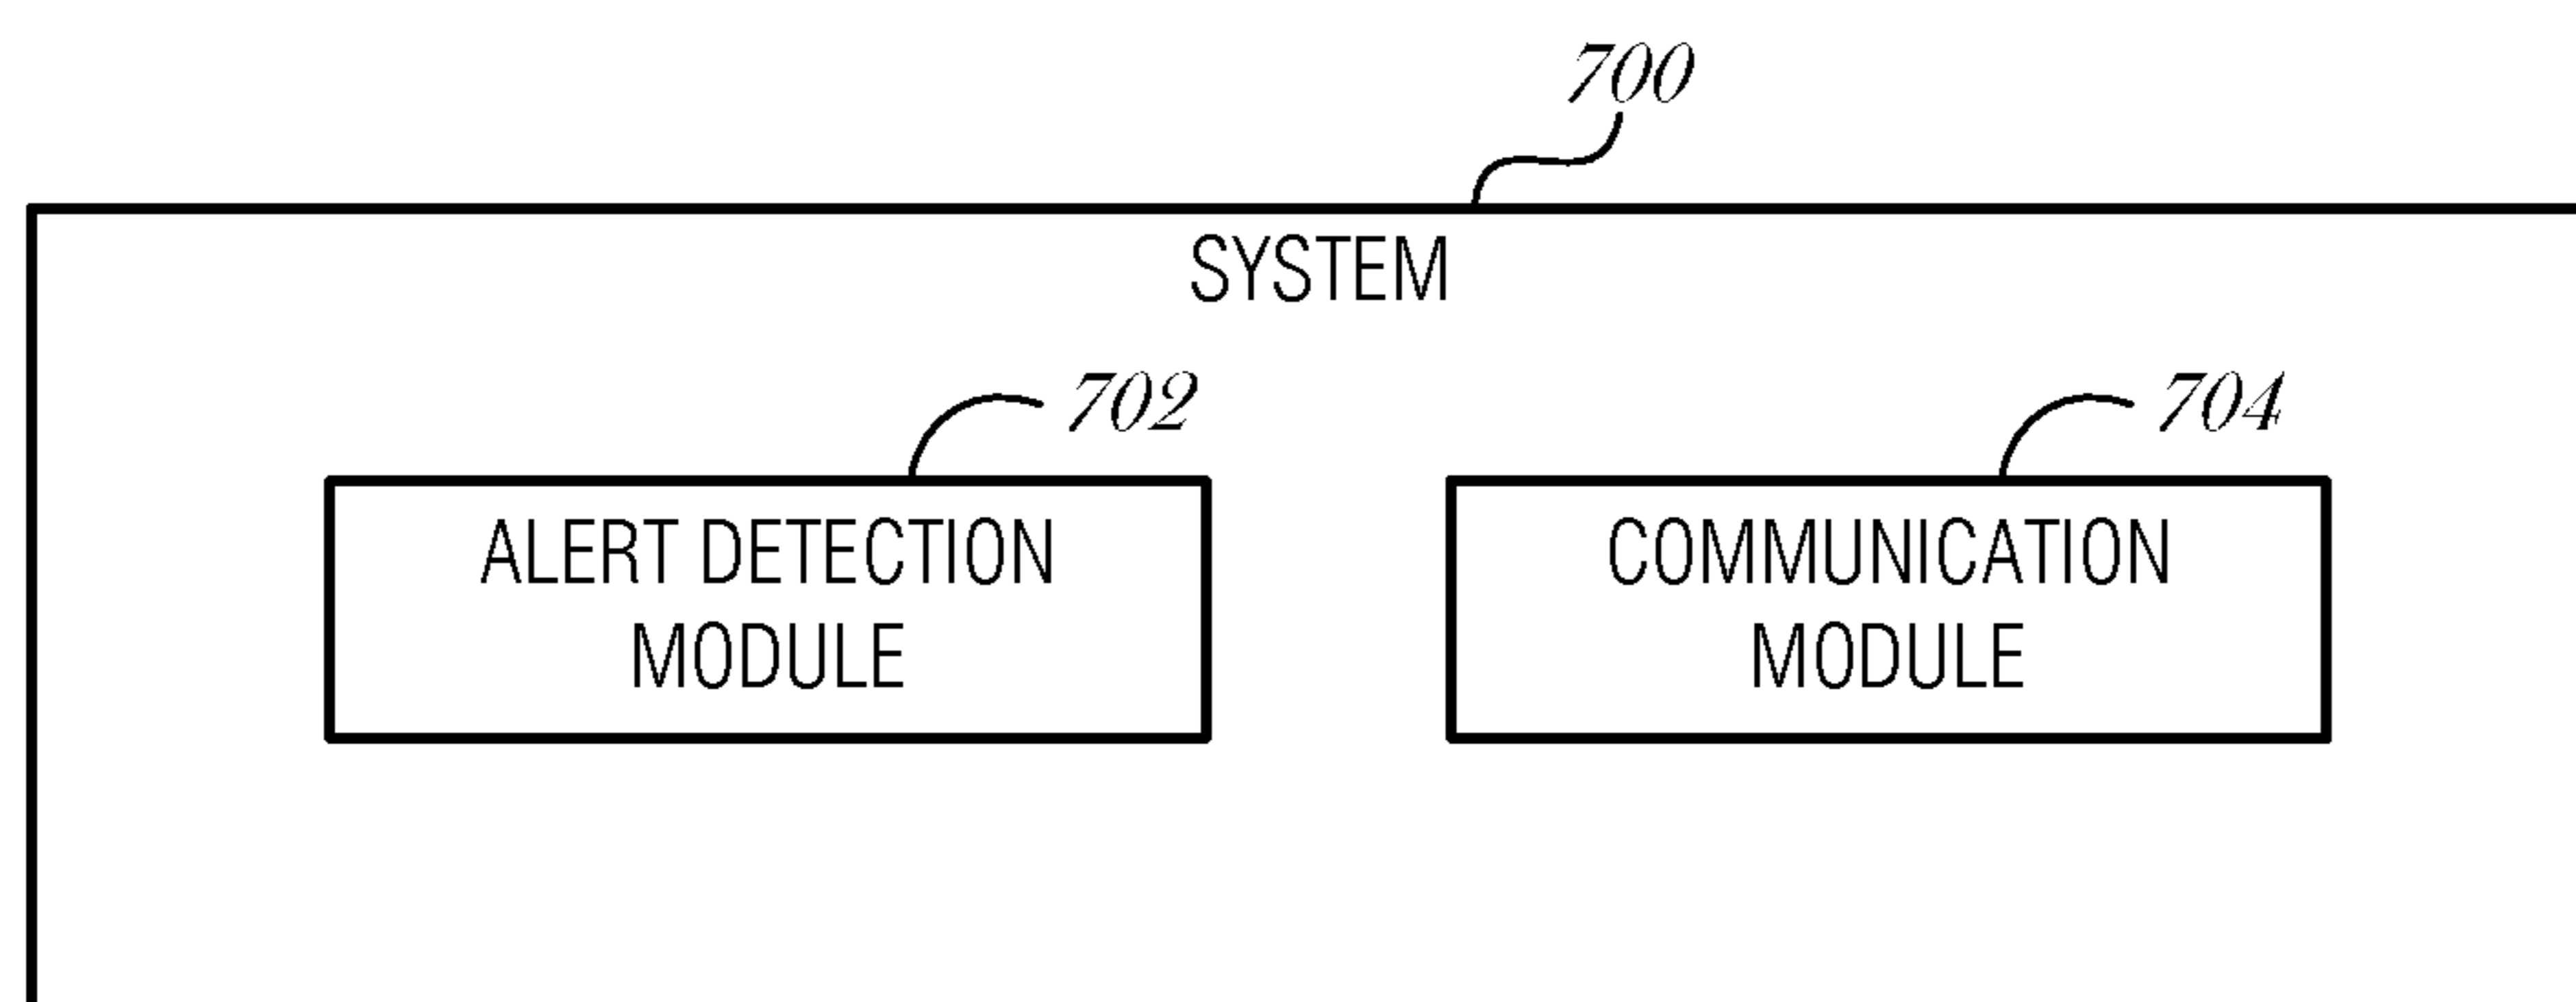 700
SYSTEM
702
704
ALERT DETECTION
MODULE
COMMUNICATION
MODULE